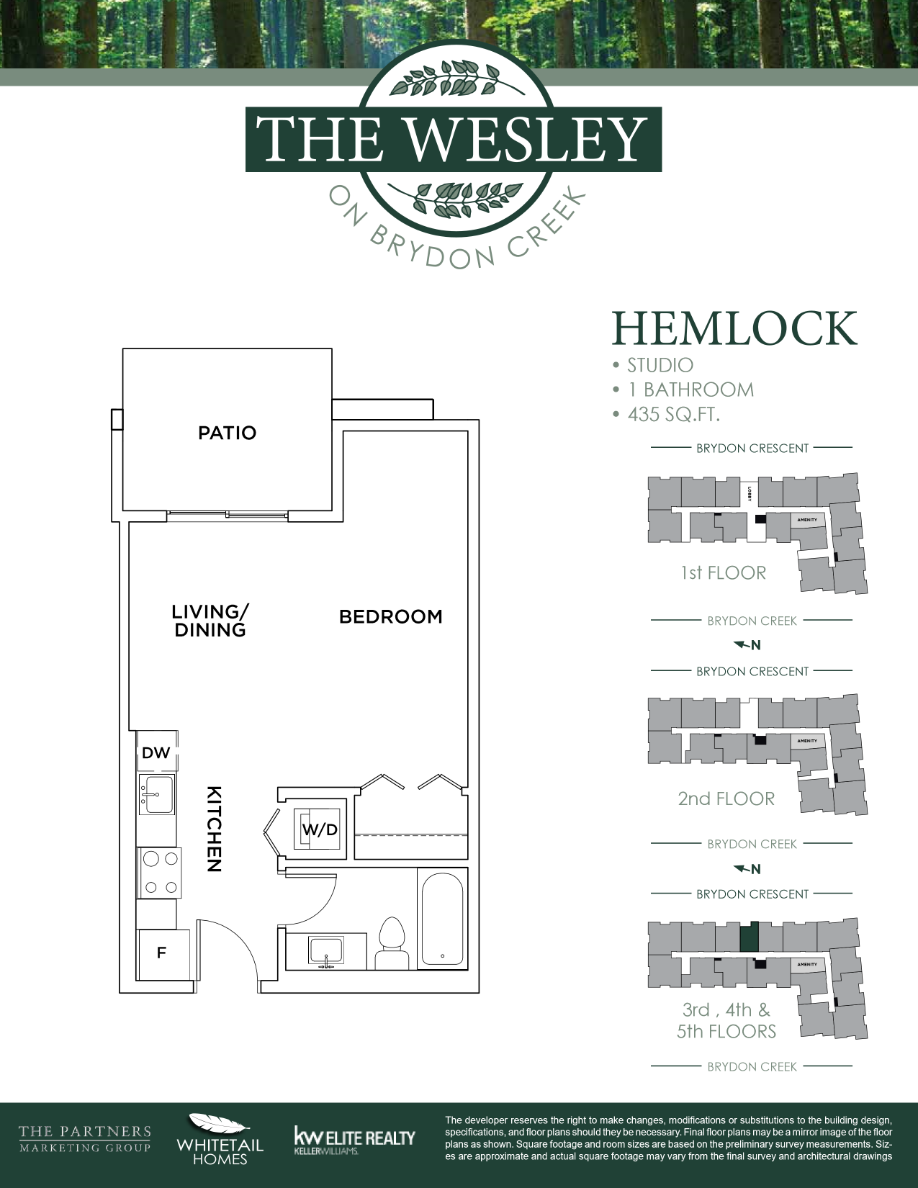 THE WESLEY
ON BRYDON CREEK
HEMLOCK
• STUDIO
• 1 BATHROOM
• 435 SQ.FT.
PATIO
LIVING/
DINING
BEDROOM
DW
KITCHEN
W/D
F
BRYDON CRESCENT
LOBBY
AMENITY
1st FLOOR
BRYDON CREEK
N
BRYDON CRESCENT
AMENITY
2nd FLOOR
BRYDON CREEK
N
BRYDON CRESCENT
AMENITY
3rd , 4th &
5th FLOORS
BRYDON CREEK
THE PARTNERS
MARKETING GROUP
WHITETAIL
HOMES
kw ELITE REALTY
KELLERWILLIAMS.
The developer reserves the right to make changes, modifications or substitutions to the building design,
specifications, and floor plans should they be necessary. Final floor plans may be a mirror image of the floor
plans as shown. Square footage and room sizes are based on the preliminary survey measurements. Siz-
es are approximate and actual square footage may vary from the final survey and architectural drawings